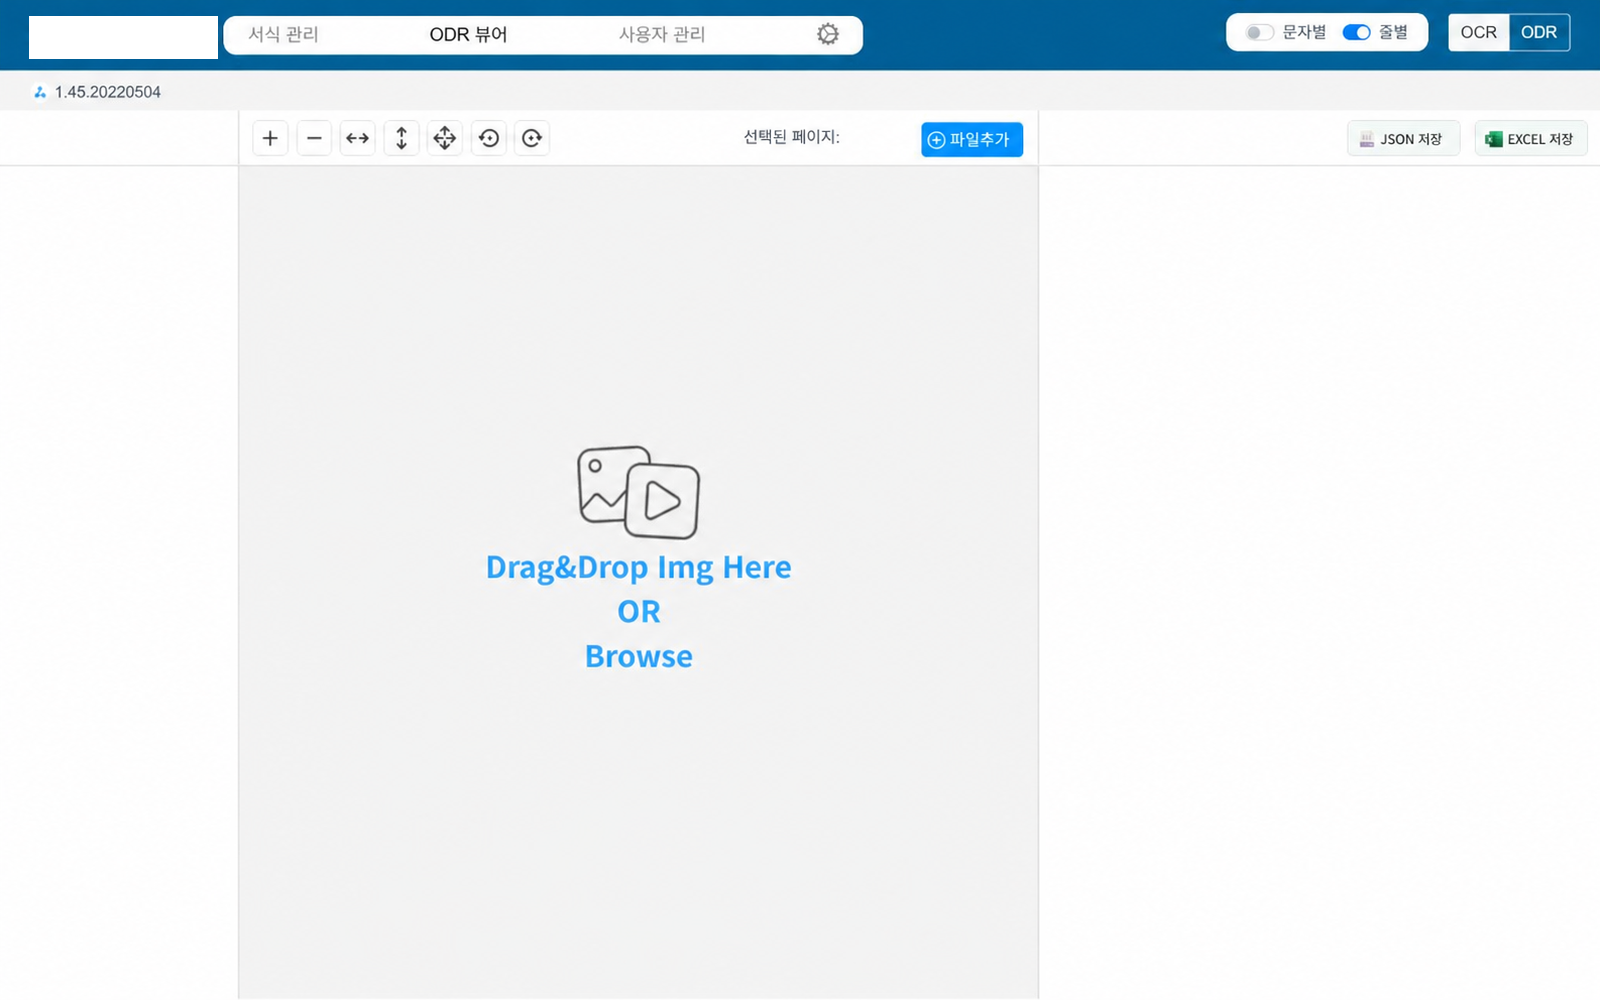 서식 관리 ODR 뷰어 사용자 관리
문자별 줄별 OCR ODR
1.45.20220504
선택된 페이지: 파일추가 JSON 저장 EXCEL 저장
Drag&Drop Img Here
OR
Browse